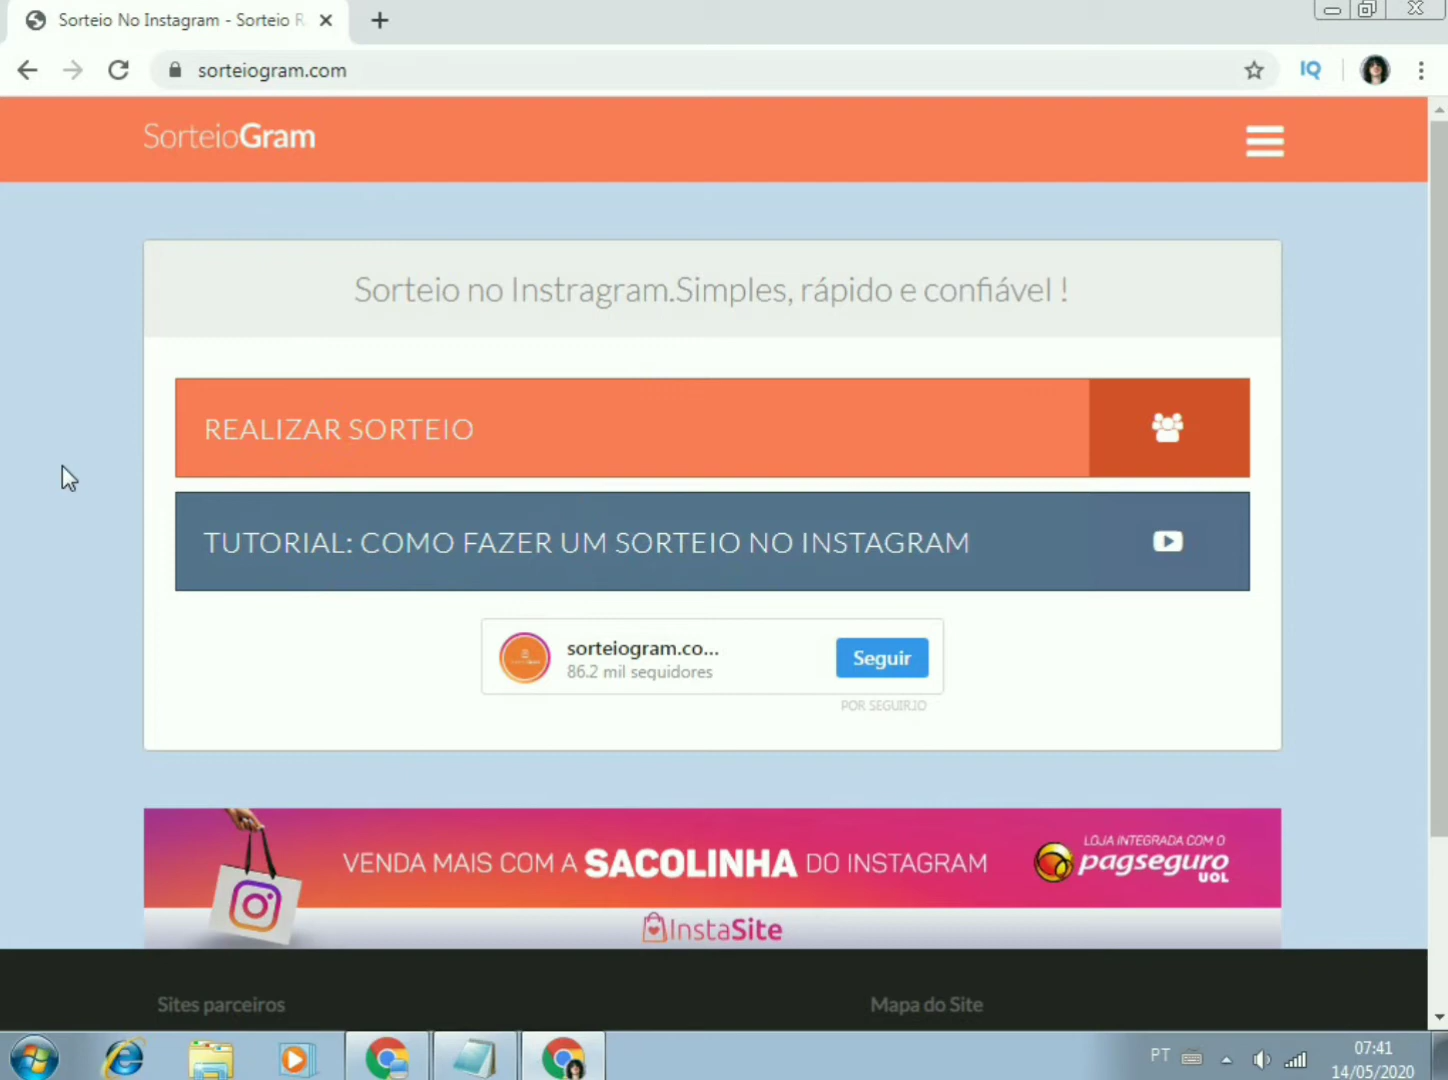 Sorteio No Instagram - Sorteio R
sorteiogram.com
IQ
SorteioGram
Sorteio no Instragram.Simples, rápido e confiável !
REALIZAR SORTEIO
TUTORIAL: COMO FAZER UM SORTEIO NO INSTAGRAM
sorteiogram.co...
86.2 mil seguidores
Seguir
POR SEGUIR.IO
VENDA MAIS COM A SACOLINHA DO INSTAGRAM
LOJA INTEGRADA COM O
pagseguro
UOL
InstaSite
Sites parceiros
Mapa do Site
PT
07:41
14/05/2020